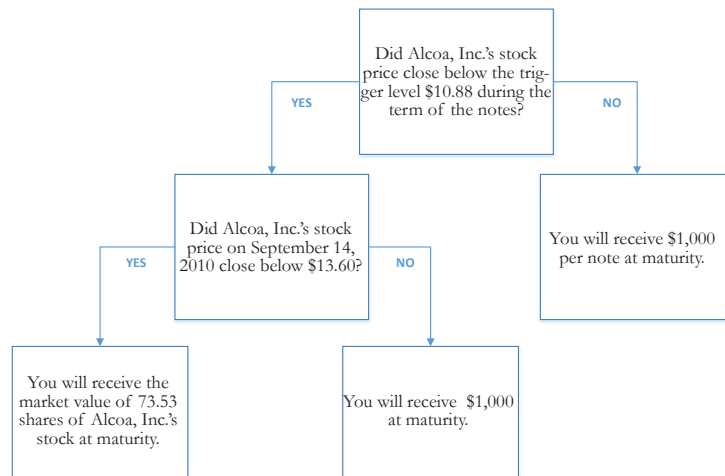 Did Alcoa, Inc.'s stock
price close below the trig-
ger level $10.88 during the
term of the notes?
YES
NO
Did Alcoa, Inc.'s stock
price on September 14,
2010 close below $13.60?
You will receive $1,000
per note at maturity.
YES
NO
You will receive the
market value of 73.53
shares of Alcoa, Inc.'s
stock at maturity.
You will receive $1,000
at maturity.